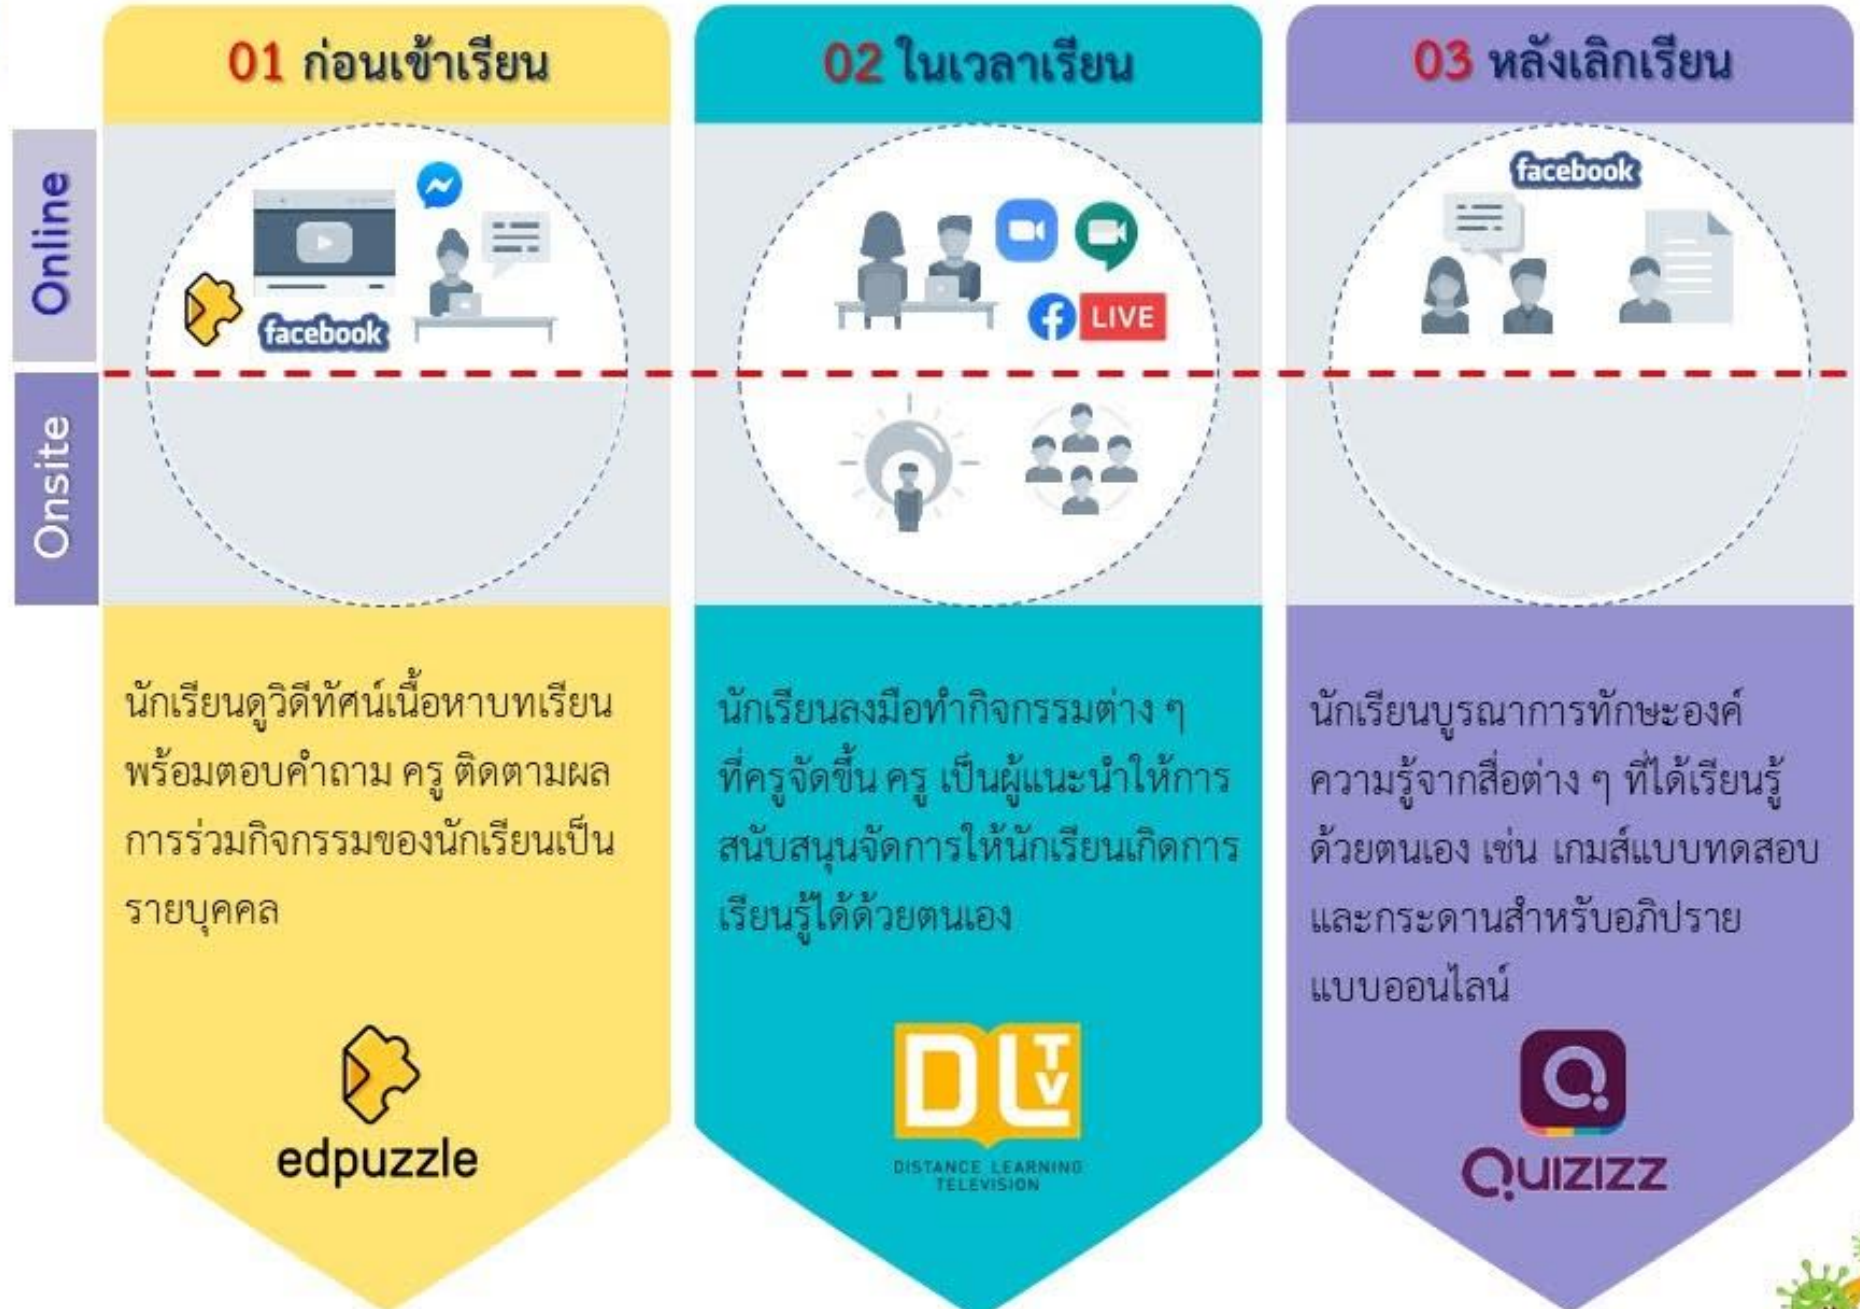 01 ก่อนเข้าเรียน
02 ในเวลาเรียน
03 หลังเลิกเรียน
Online
Onsite
facebook
LIVE
facebook
นักเรียนดูวิดีทัศน์เนื้อหาบทเรียน
พร้อมตอบคำถาม ครู ติดตามผล
การร่วมกิจกรรมของนักเรียนเป็น
รายบุคคล
edpuzzle
นักเรียนลงมือทำกิจกรรมต่าง ๆ
ที่ครูจัดขึ้น ครู เป็นผู้แนะนำให้การ
สนับสนุนจัดการให้นักเรียนเกิดการ
เรียนรู้ได้ด้วยตนเอง
DLTV
DISTANCE LEARNING
TELEVISION
นักเรียนบูรณาการทักษะองค์
ความรู้จากสื่อต่าง ๆ ที่ได้เรียนรู้
ด้วยตนเอง เช่น เกมส์แบบทดสอบ
และกระดานสำหรับอภิปราย
แบบออนไลน์
Quizizz